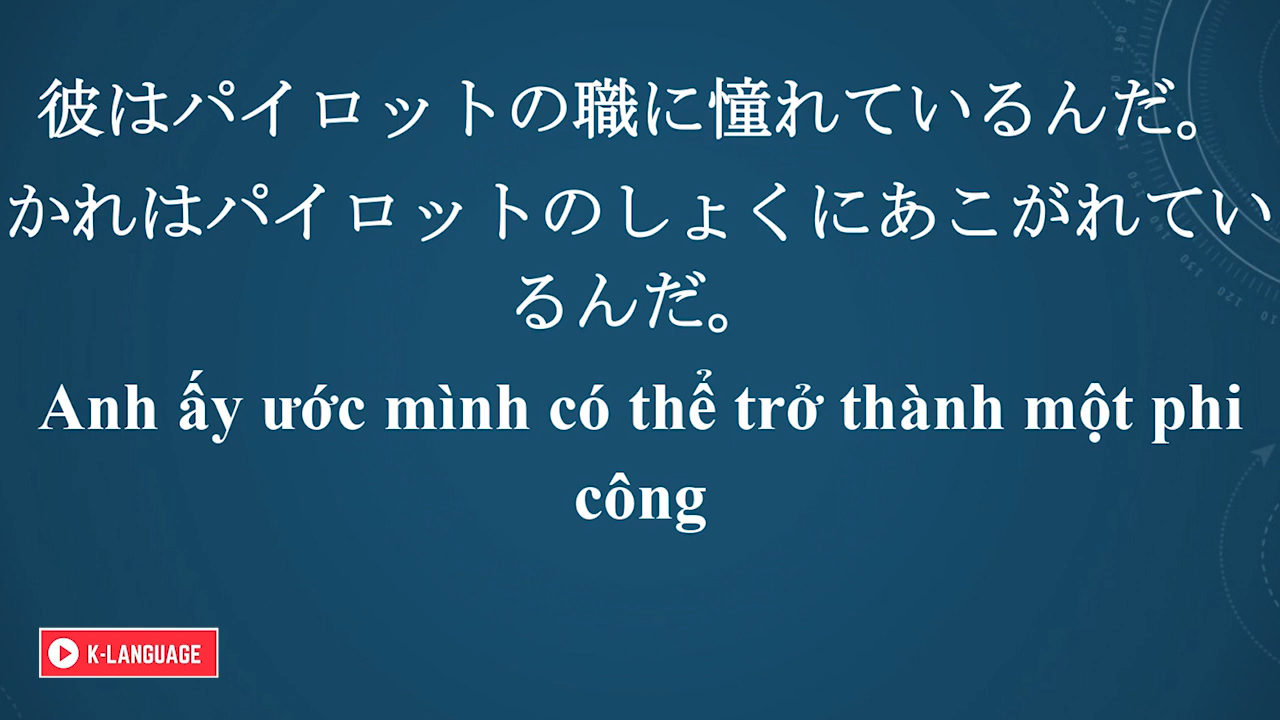 彼はパイロットの職に憧れているんだ。
かれはパイロットのしょくにあこがれてい
るんだ。
Anh ấy ước mình có thể trở thành một phi
công
K-LANGUAGE